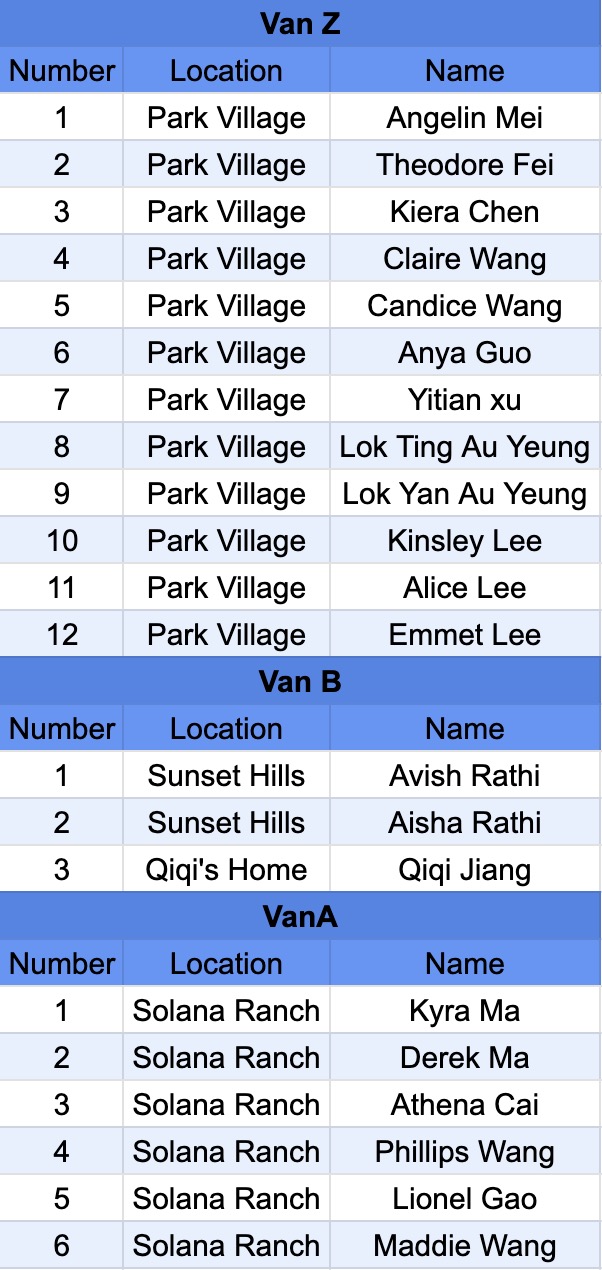 Van Z
Number Location Name
1 Park Village Angelin Mei
2 Park Village Theodore Fei
3 Park Village Kiera Chen
4 Park Village Claire Wang
5 Park Village Candice Wang
6 Park Village Anya Guo
7 Park Village Yitian xu
8 Park Village Lok Ting Au Yeung
9 Park Village Lok Yan Au Yeung
10 Park Village Kinsley Lee
11 Park Village Alice Lee
12 Park Village Emmet Lee
Van B
Number Location Name
1 Sunset Hills Avish Rathi
2 Sunset Hills Aisha Rathi
3 Qiqi's Home Qiqi Jiang
VanA
Number Location Name
1 Solana Ranch Kyra Ma
2 Solana Ranch Derek Ma
3 Solana Ranch Athena Cai
4 Solana Ranch Phillips Wang
5 Solana Ranch Lionel Gao
6 Solana Ranch Maddie Wang